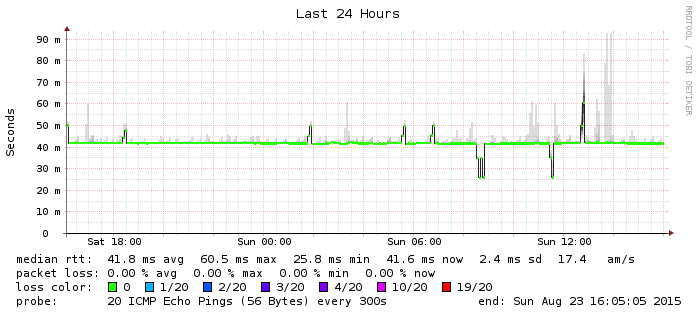 Last 24 Hours
RRDTOOL / TOBI OETIKER
Seconds
90 m
80 m
70 m
60 m
50 m
40 m
30 m
20 m
10 m
0
Sat 18:00 Sun 00:00 Sun 06:00 Sun 12:00
median rtt: 41.8 ms avg 60.5 ms max 25.8 ms min 41.6 ms now 2.4 ms sd 17.4 am/s
packet loss: 0.00 % avg 0.00 % max 0.00 % min 0.00 % now
loss color: 0 1/20 2/20 3/20 4/20 10/20 19/20
probe: 20 ICMP Echo Pings (56 Bytes) every 300s end: Sun Aug 23 16:05:05 2015